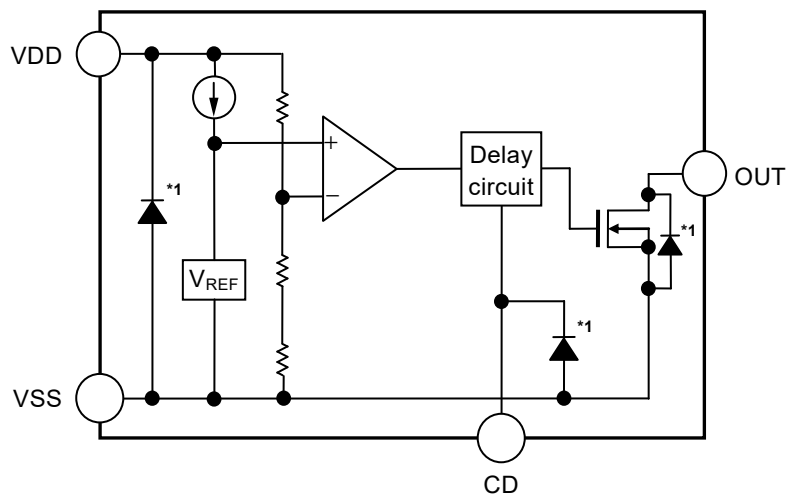 VDD
*1
+
−
VREF
Delay
circuit
*1
OUT
*1
VSS
CD